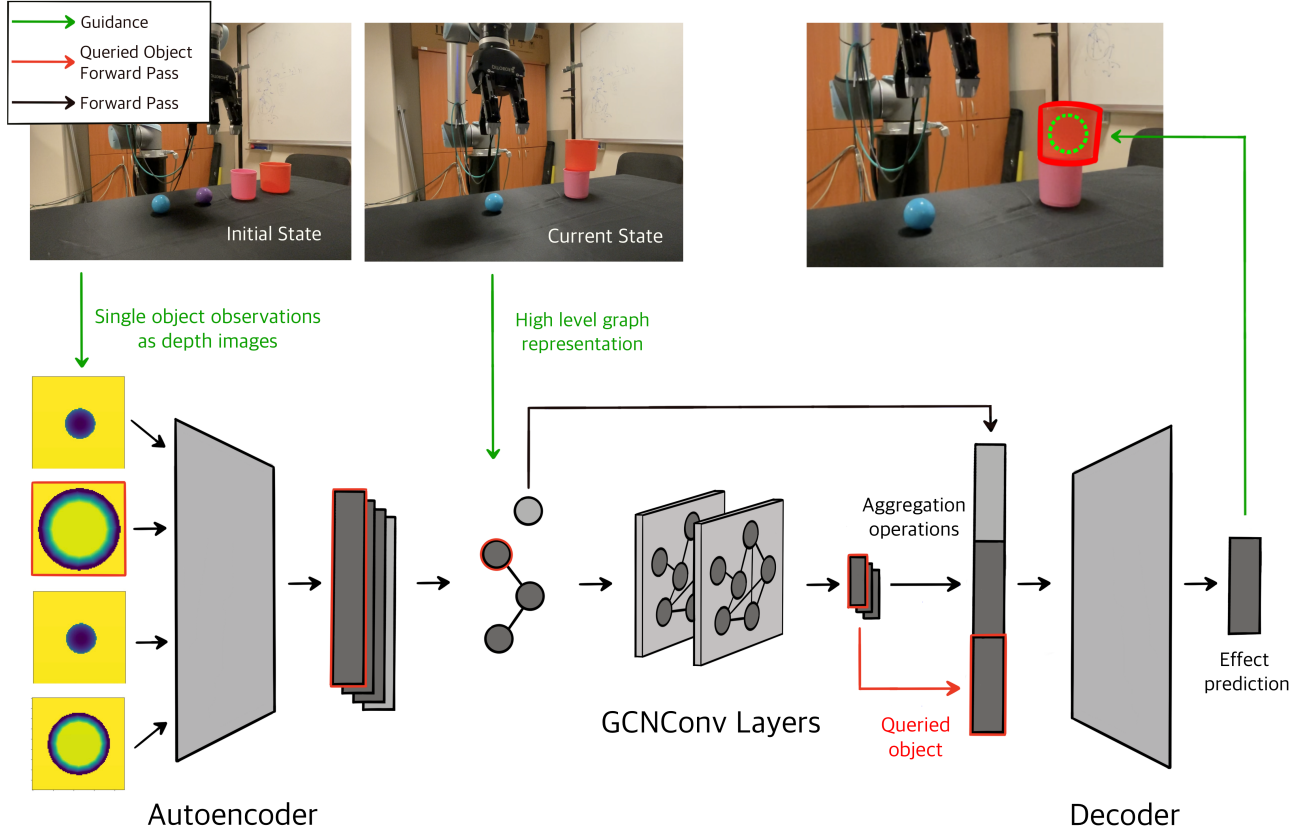 Guidance
Queried Object
Forward Pass
Forward Pass
Initial State
Current State
Single object observations
as depth images
High level graph
representation
Aggregation
operations
GCNConv Layers
Queried
object
Effect
prediction
Autoencoder
Decoder